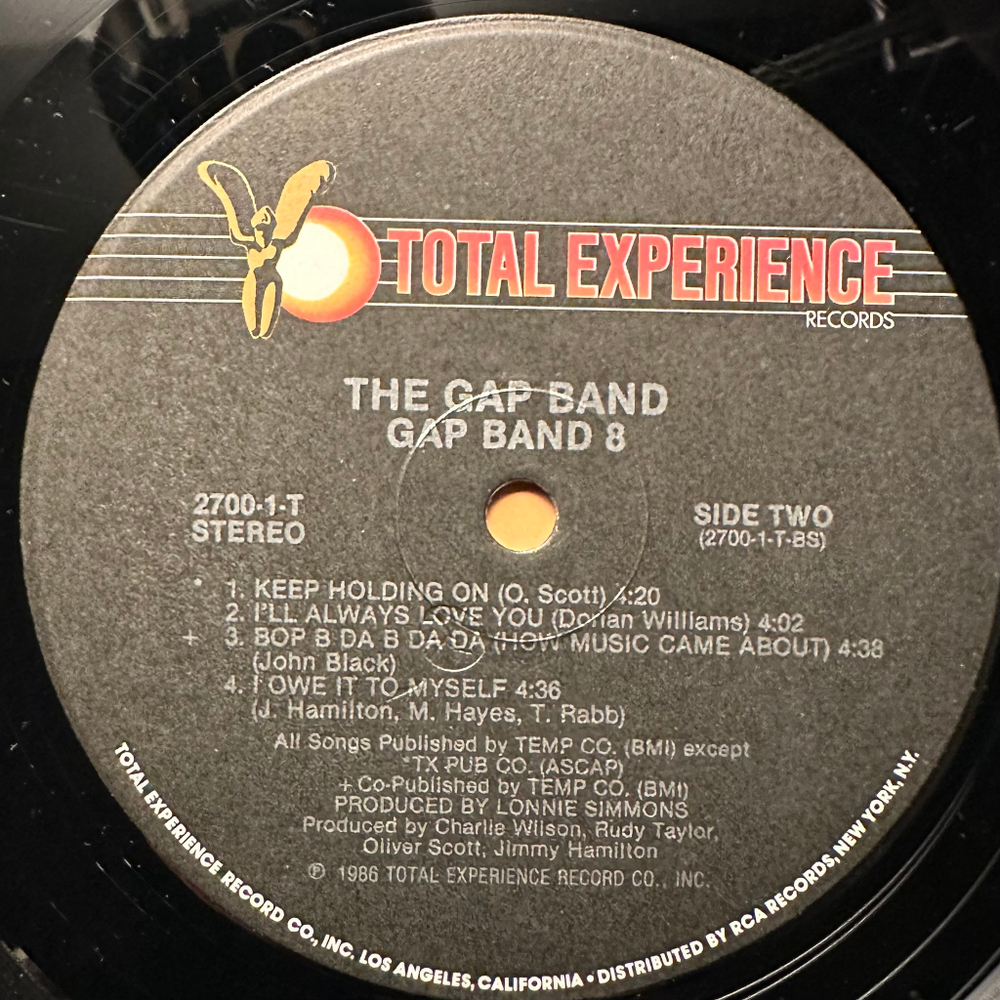 TOTAL EXPERIENCE
RECORDS
THE GAP BAND
GAP BAND 8
2700-1-T
STEREO
SIDE TWO
(2700-1-T-BS)
* 1. KEEP HOLDING ON (O. Scott) 4:20
2. I'LL ALWAYS LOVE YOU (Dorian Williams) 4:02
+ 3. BOP B DA B DA DA (HOW MUSIC CAME ABOUT) 4:38
(John Black)
4. I OWE IT TO MYSELF 4:36
(J. Hamilton, M. Hayes, T. Rabb)
All Songs Published by TEMP CO. (BMI) except
*TX PUB CO. (ASCAP)
+ Co-Published by TEMP CO. (BMI)
PRODUCED BY LONNIE SIMMONS
Produced by Charlie Wilson, Rudy Taylor,
Oliver Scott, Jimmy Hamilton
℗ 1986 TOTAL EXPERIENCE RECORD CO., INC.
TOTAL EXPERIENCE RECORD CO., INC. LOS ANGELES, CALIFORNIA • DISTRIBUTED BY RCA RECORDS, NEW YORK, N.Y.